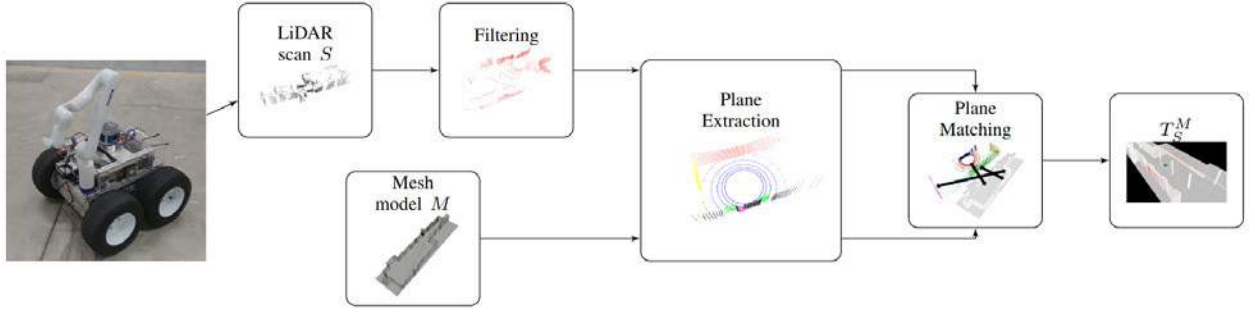 LiDAR
scan S
Filtering
Mesh
model M
Plane
Extraction
Plane
Matching
T_S^M